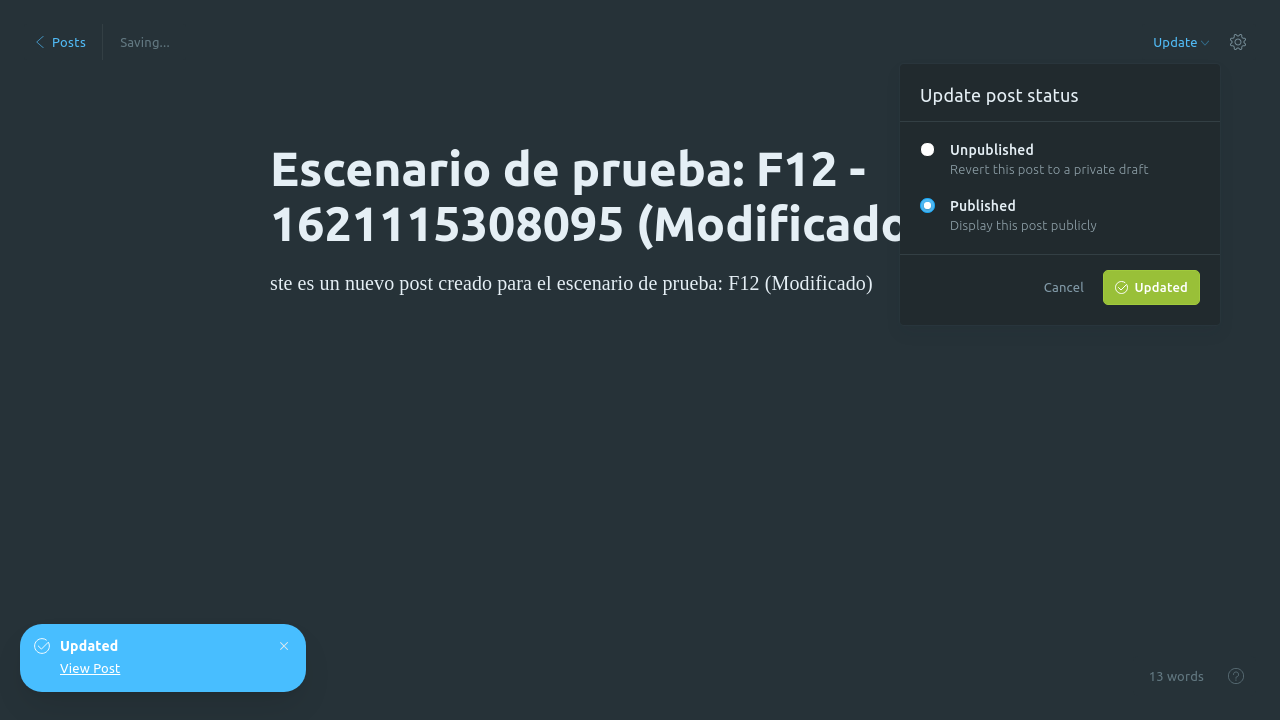 Posts
Saving...
Update
Update post status
Unpublished
Revert this post to a private draft
Published
Display this post publicly
Cancel
Updated
Escenario de prueba: F12 -
1621115308095 (Modificado
ste es un nuevo post creado para el escenario de prueba: F12 (Modificado)
Updated
View Post
13 words